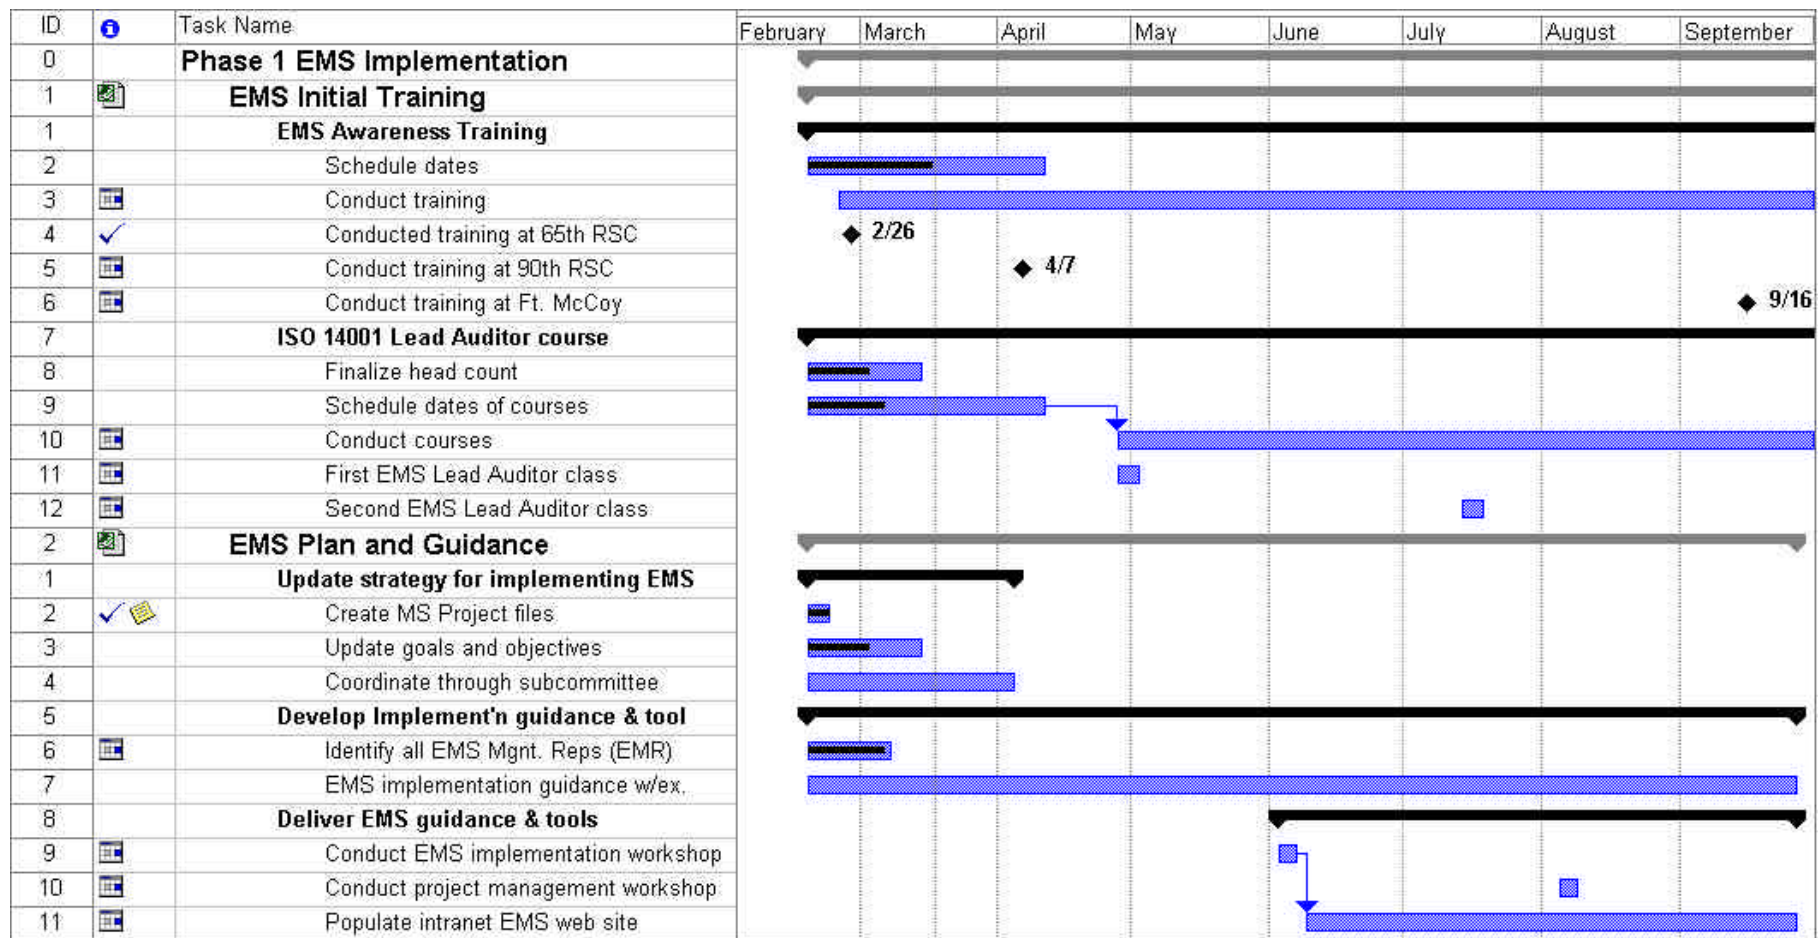 ID Task Name February March April May June July August September
0 Phase 1 EMS Implementation
1 EMS Initial Training
1 EMS Awareness Training
2 Schedule dates
3 Conduct training
4 Conducted training at 65th RSC 2/26
5 Conduct training at 90th RSC 4/7
6 Conduct training at Ft. McCoy 9/16
7 ISO 14001 Lead Auditor course
8 Finalize head count
9 Schedule dates of courses
10 Conduct courses
11 First EMS Lead Auditor class
12 Second EMS Lead Auditor class
2 EMS Plan and Guidance
1 Update strategy for implementing EMS
2 Create MS Project files
3 Update goals and objectives
4 Coordinate through subcommittee
5 Develop Implement'n guidance & tool
6 Identify all EMS Mgnt. Reps (EMR)
7 EMS implementation guidance w/ex.
8 Deliver EMS guidance & tools
9 Conduct EMS implementation workshop
10 Conduct project management workshop
11 Populate intranet EMS web site